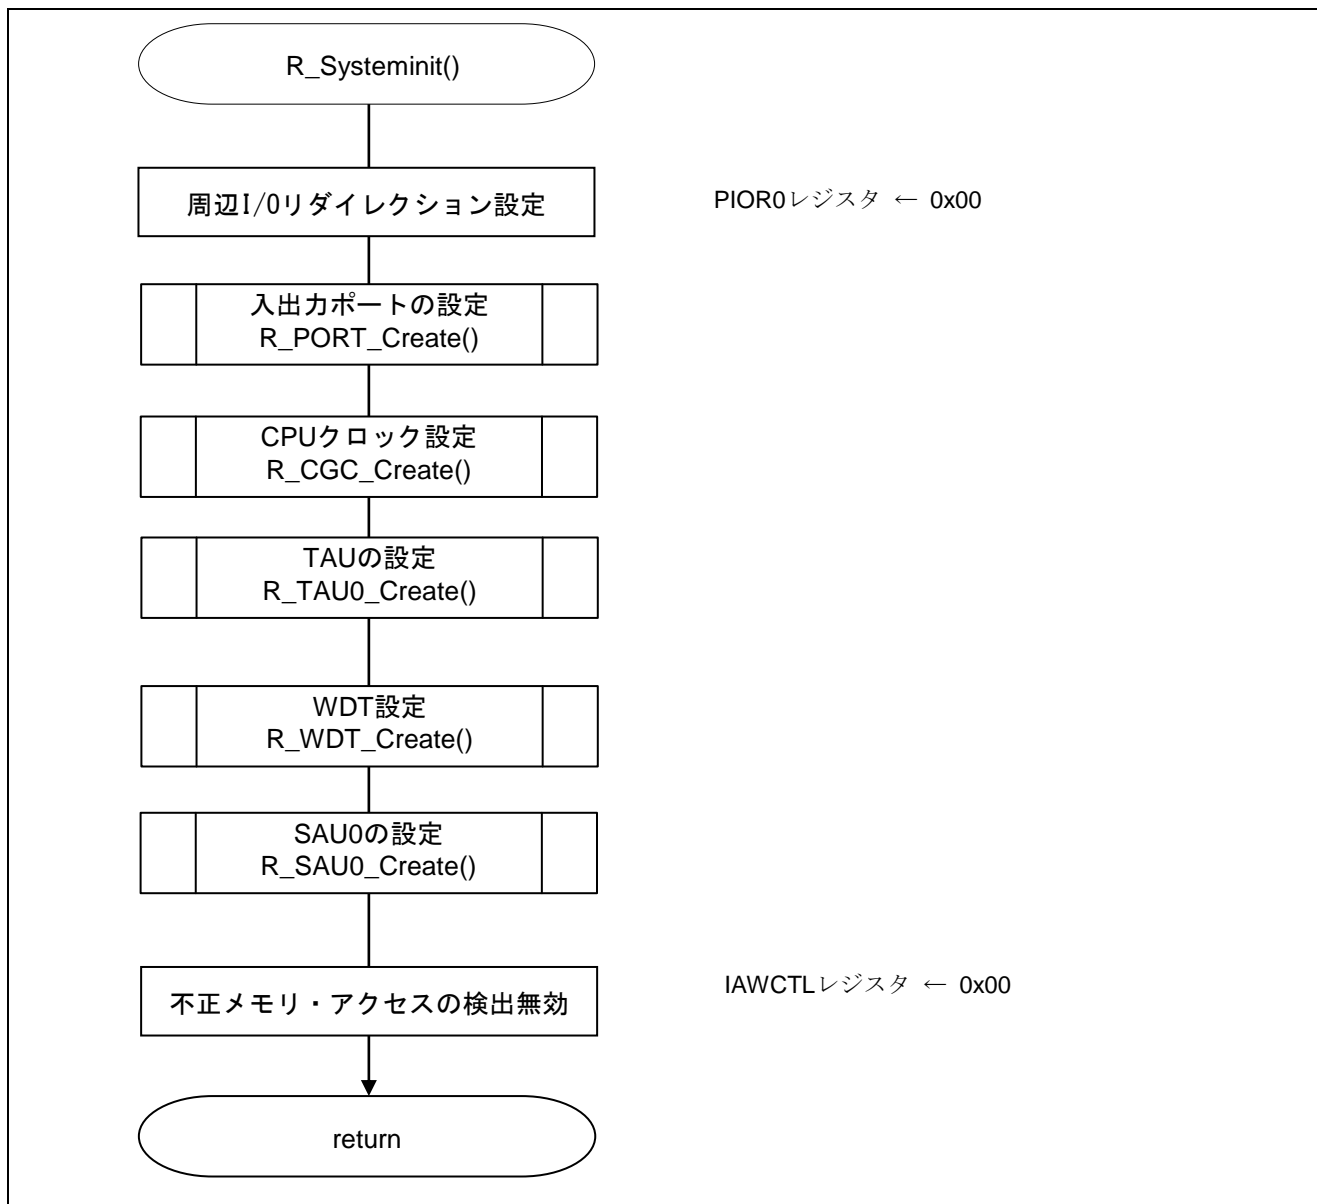 R_Systeminit()
周辺I/Oリダイレクション設定
PIOR0レジスタ ← 0x00
入出力ポートの設定
R_PORT_Create()
CPUクロック設定
R_CGC_Create()
TAUの設定
R_TAU0_Create()
WDT設定
R_WDT_Create()
SAU0の設定
R_SAU0_Create()
不正メモリ・アクセスの検出無効
IAWCTLレジスタ ← 0x00
return